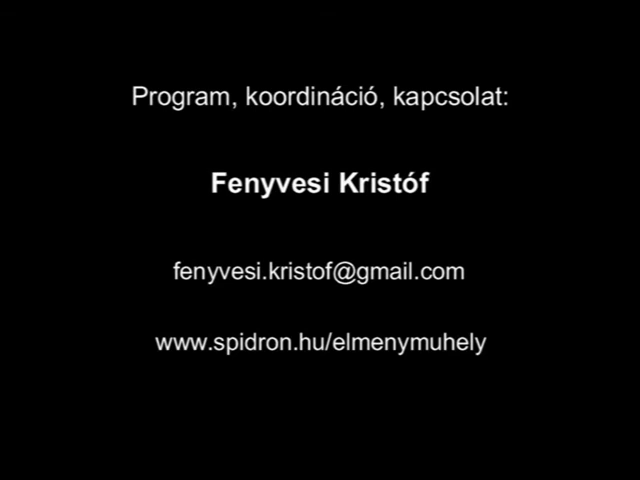 Program, koordináció, kapcsolat:
Fenyvesi Kristóf
fenyvesi.kristof@gmail.com
www.spidron.hu/elmenymuhely